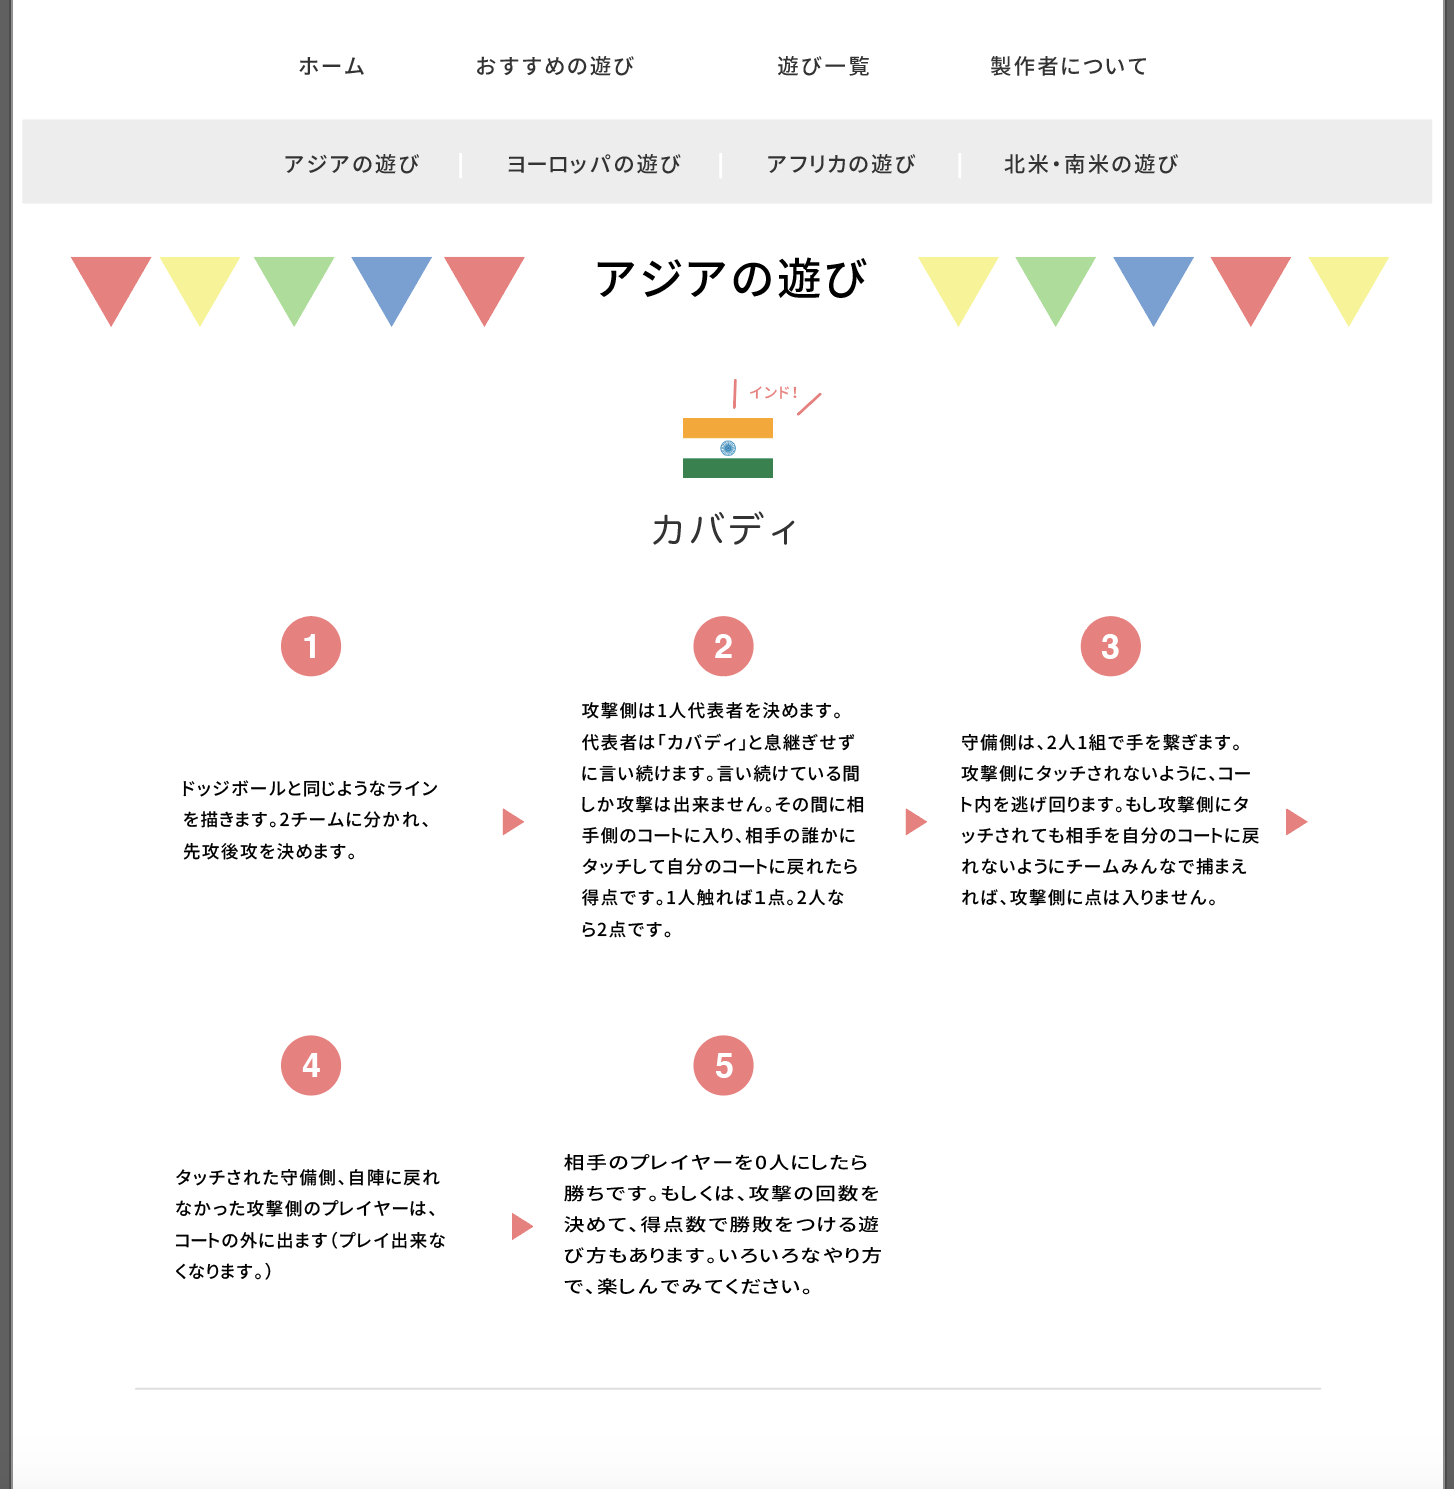 ホーム おすすめの遊び 遊び一覧 製作者について
アジアの遊び ヨーロッパの遊び アフリカの遊び 北米・南米の遊び
アジアの遊び
インド!
カバディ
1
ドッジボールと同じようなライン
を描きます。2チームに分かれ、
先攻後攻を決めます。
2
攻撃側は1人代表者を決めます。
代表者は「カバディ」と息継ぎせず
に言い続けます。言い続けている間
しか攻撃は出来ません。その間に相
手側のコートに入り、相手の誰かに
タッチして自分のコートに戻れたら
得点です。1人触れば1点。2人な
ら2点です。
3
守備側は、2人1組で手を繋ぎます。
攻撃側にタッチされないように、コー
ト内を逃げ回ります。もし攻撃側にタ
ッチされても相手を自分のコートに戻
れないようにチームみんなで捕まえ
れば、攻撃側に点は入りません。
4
タッチされた守備側、自陣に戻れ
なかった攻撃側のプレイヤーは、
コートの外に出ます(プレイ出来な
くなります。)
5
相手のプレイヤーを0人にしたら
勝ちです。もしくは、攻撃の回数を
決めて、得点数で勝敗をつける遊
び方もあります。いろいろなやり方
で、楽しんでみてください。